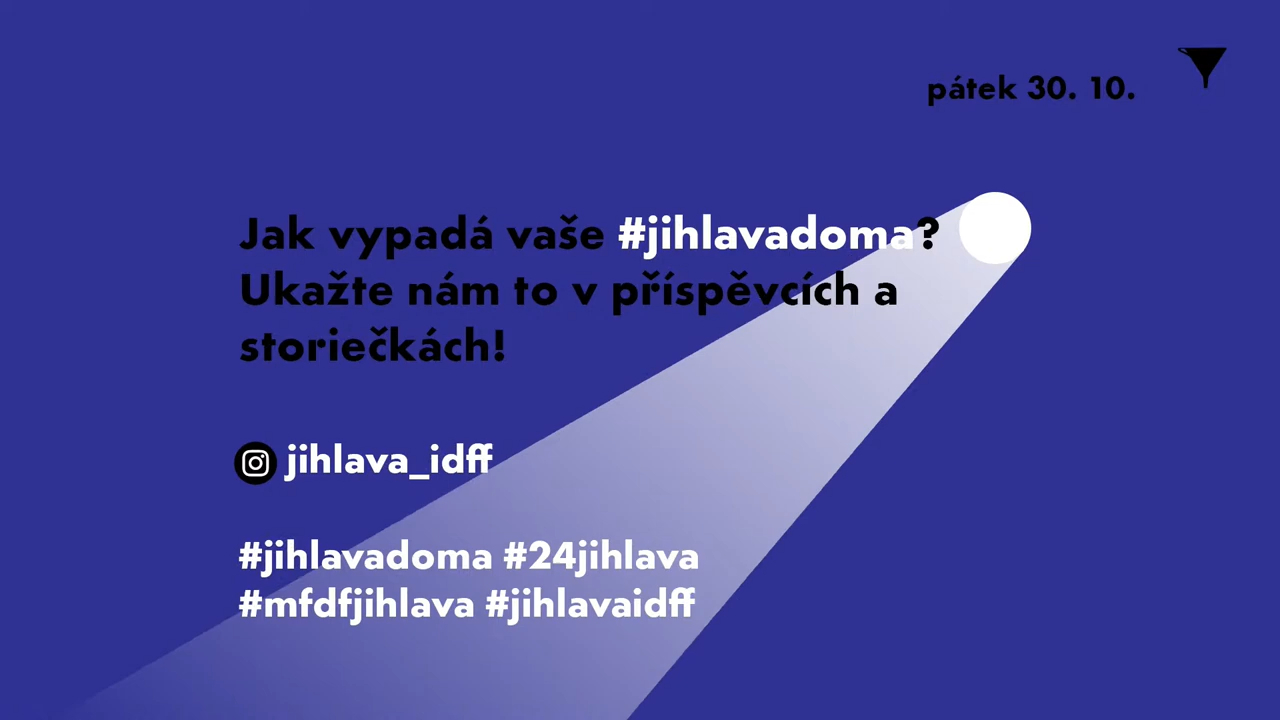 pátek 30. 10.
Jak vypadá vaše #jihlavadoma?
Ukažte nám to v příspěvcích a
storiečkách!
jihlava_idff
#jihlavadoma #24jihlava
#mfdfjihlava #jihlavaidff